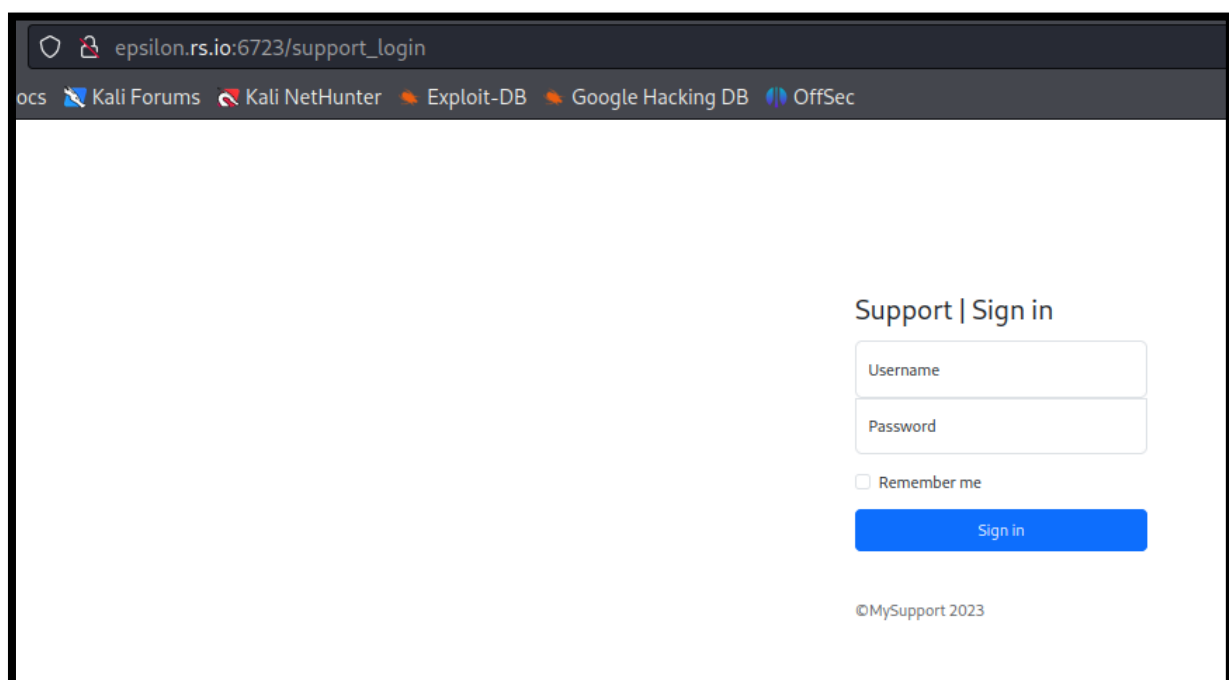 epsilon.rs.io:6723/support_login
ocs Kali Forums Kali NetHunter Exploit-DB Google Hacking DB OffSec
Support | Sign in
Username
Password
Remember me
Sign in
©MySupport 2023